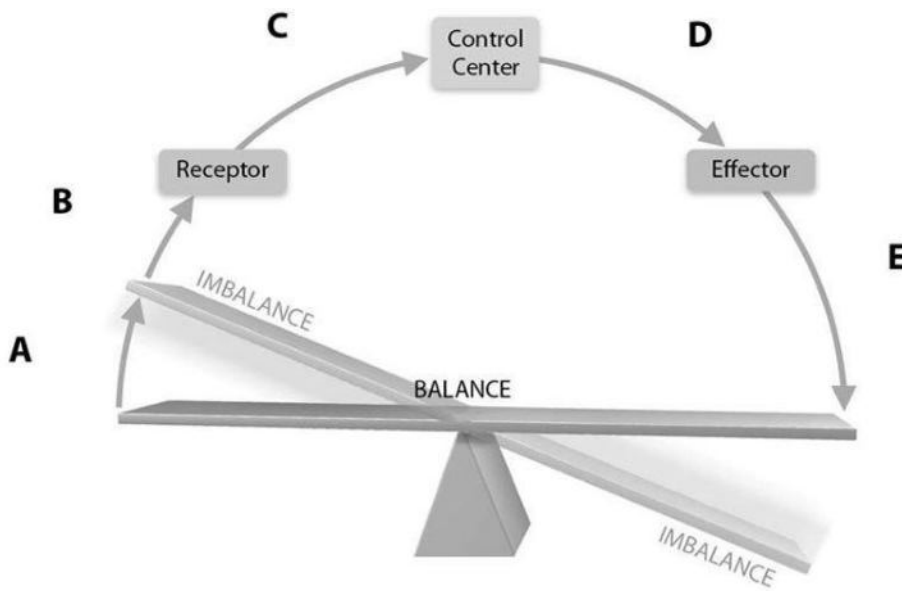 C
Control
Center
D
Receptor
Effector
B
E
IMBALANCE
A
BALANCE
IMBALANCE